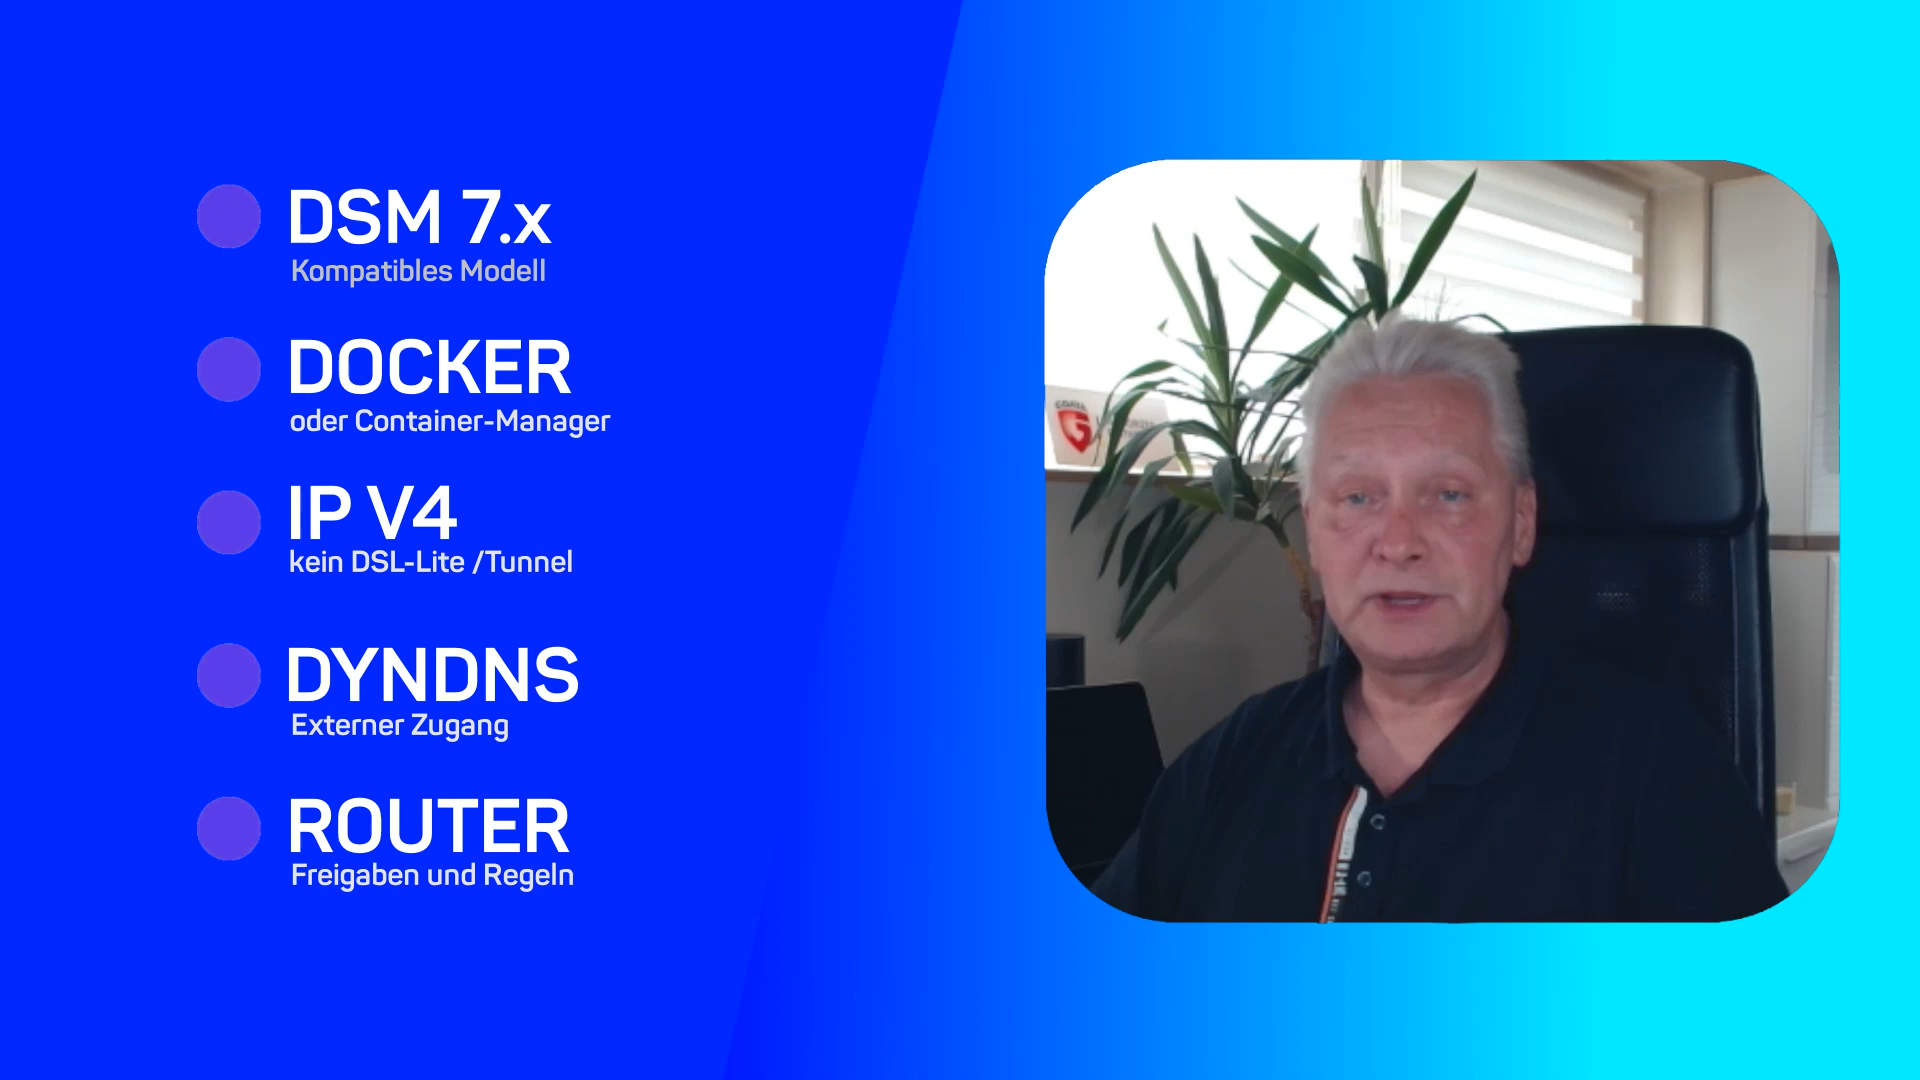 DSM 7.x
Kompatibles Modell
DOCKER
oder Container-Manager
IP V4
kein DSL-Lite /Tunnel
DYNDNS
Externer Zugang
ROUTER
Freigaben und Regeln